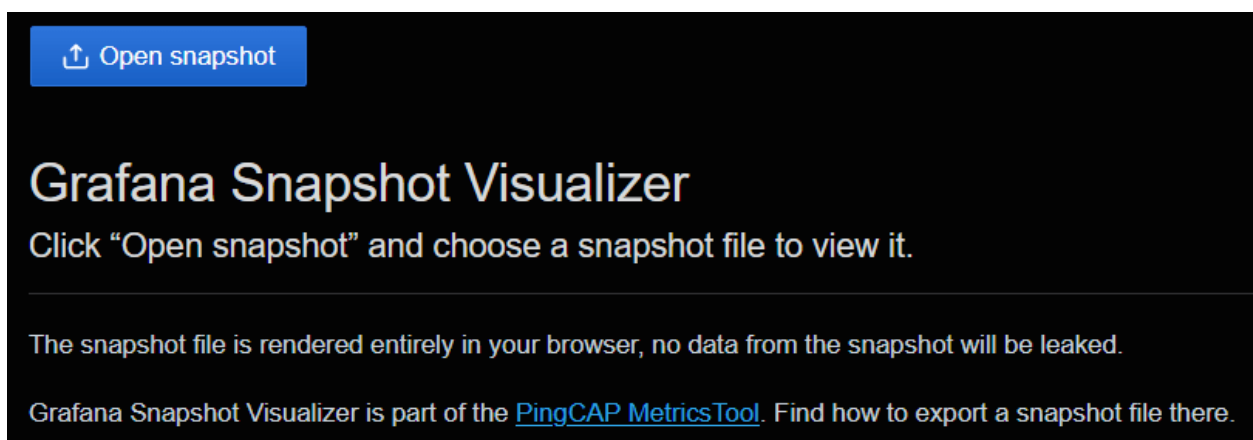 Open snapshot
Grafana Snapshot Visualizer
Click “Open snapshot” and choose a snapshot file to view it.
The snapshot file is rendered entirely in your browser, no data from the snapshot will be leaked.
Grafana Snapshot Visualizer is part of the PingCAP MetricsTool. Find how to export a snapshot file there.